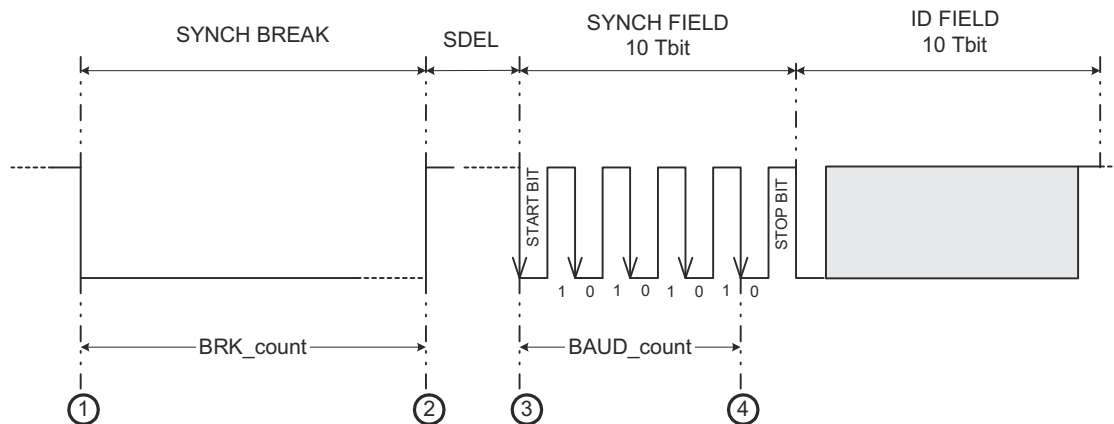 SYNCH BREAK
SDEL
SYNCH FIELD
10 Tbit
ID FIELD
10 Tbit
START BIT
STOP BIT
1 0 1 0 1 0 1 0
BRK_count
BAUD_count
1
2
3
4